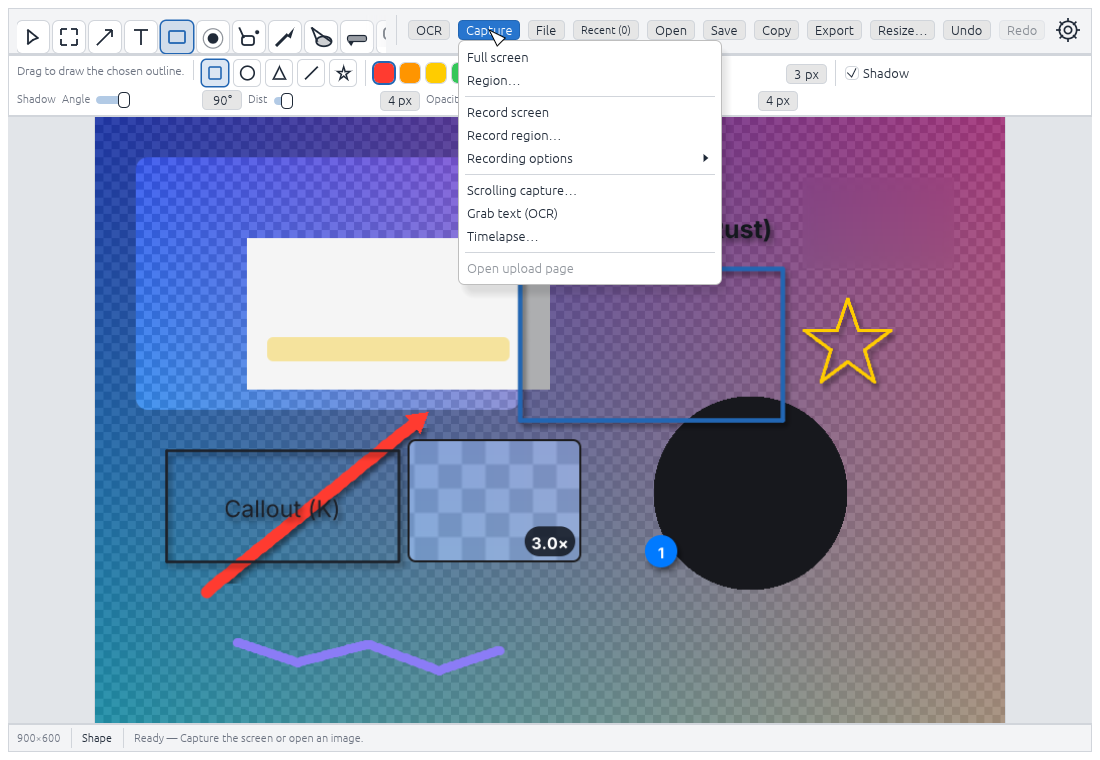 OCR Capture File Recent (0) Open Save Copy Export Resize… Undo Redo
Drag to draw the chosen outline.
3 px
Shadow
Shadow Angle 90° Dist 4 px
4 px
Full screen
Region…
Record screen
Record region…
Recording options
Scrolling capture…
Grab text (OCR)
Timelapse…
Open upload page
Callout (K)
3.0×
1
900×600 Shape Ready — Capture the screen or open an image.